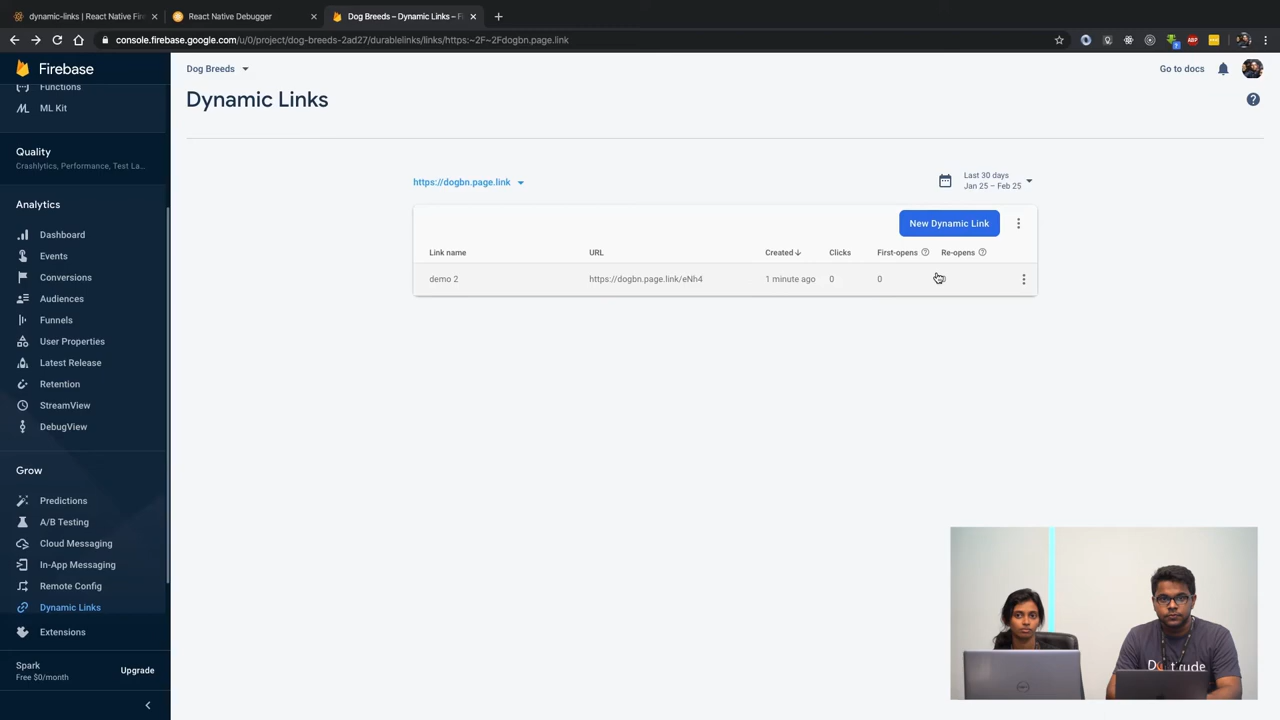 dynamic-links | React Native Fire
React Native Debugger
Dog Breeds – Dynamic Links – F
console.firebase.google.com/u/0/project/dog-breeds-2ad27/durablelinks/links/https:~2F~2Fdogbn.page.link
Firebase
Dog Breeds
Go to docs
Dynamic Links
Functions
ML Kit
Quality
Crashlytics, Performance, Test La...
Analytics
Dashboard
Events
Conversions
Audiences
Funnels
User Properties
Latest Release
Retention
StreamView
DebugView
Grow
Predictions
A/B Testing
Cloud Messaging
In-App Messaging
Remote Config
Dynamic Links
Extensions
Spark
Free $0/month
Upgrade
https://dogbn.page.link
Last 30 days
Jan 25 – Feb 25
New Dynamic Link
Link name URL Created Clicks First-opens Re-opens
demo 2 https://dogbn.page.link/eNh4 1 minute ago 0 0